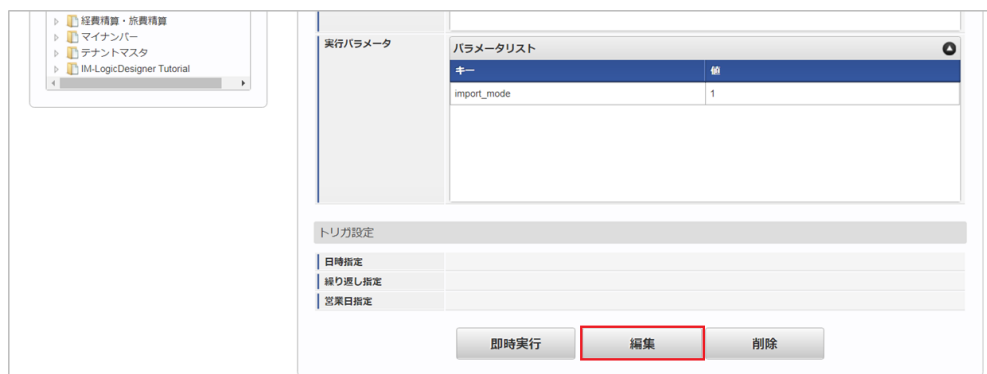 経費精算・旅費精算
マイナンバー
テナントマスタ
IM-LogicDesigner Tutorial
実行パラメータ
パラメータリスト
キー 値
import_mode 1
トリガ設定
日時指定
繰り返し指定
営業日指定
即時実行 編集 削除